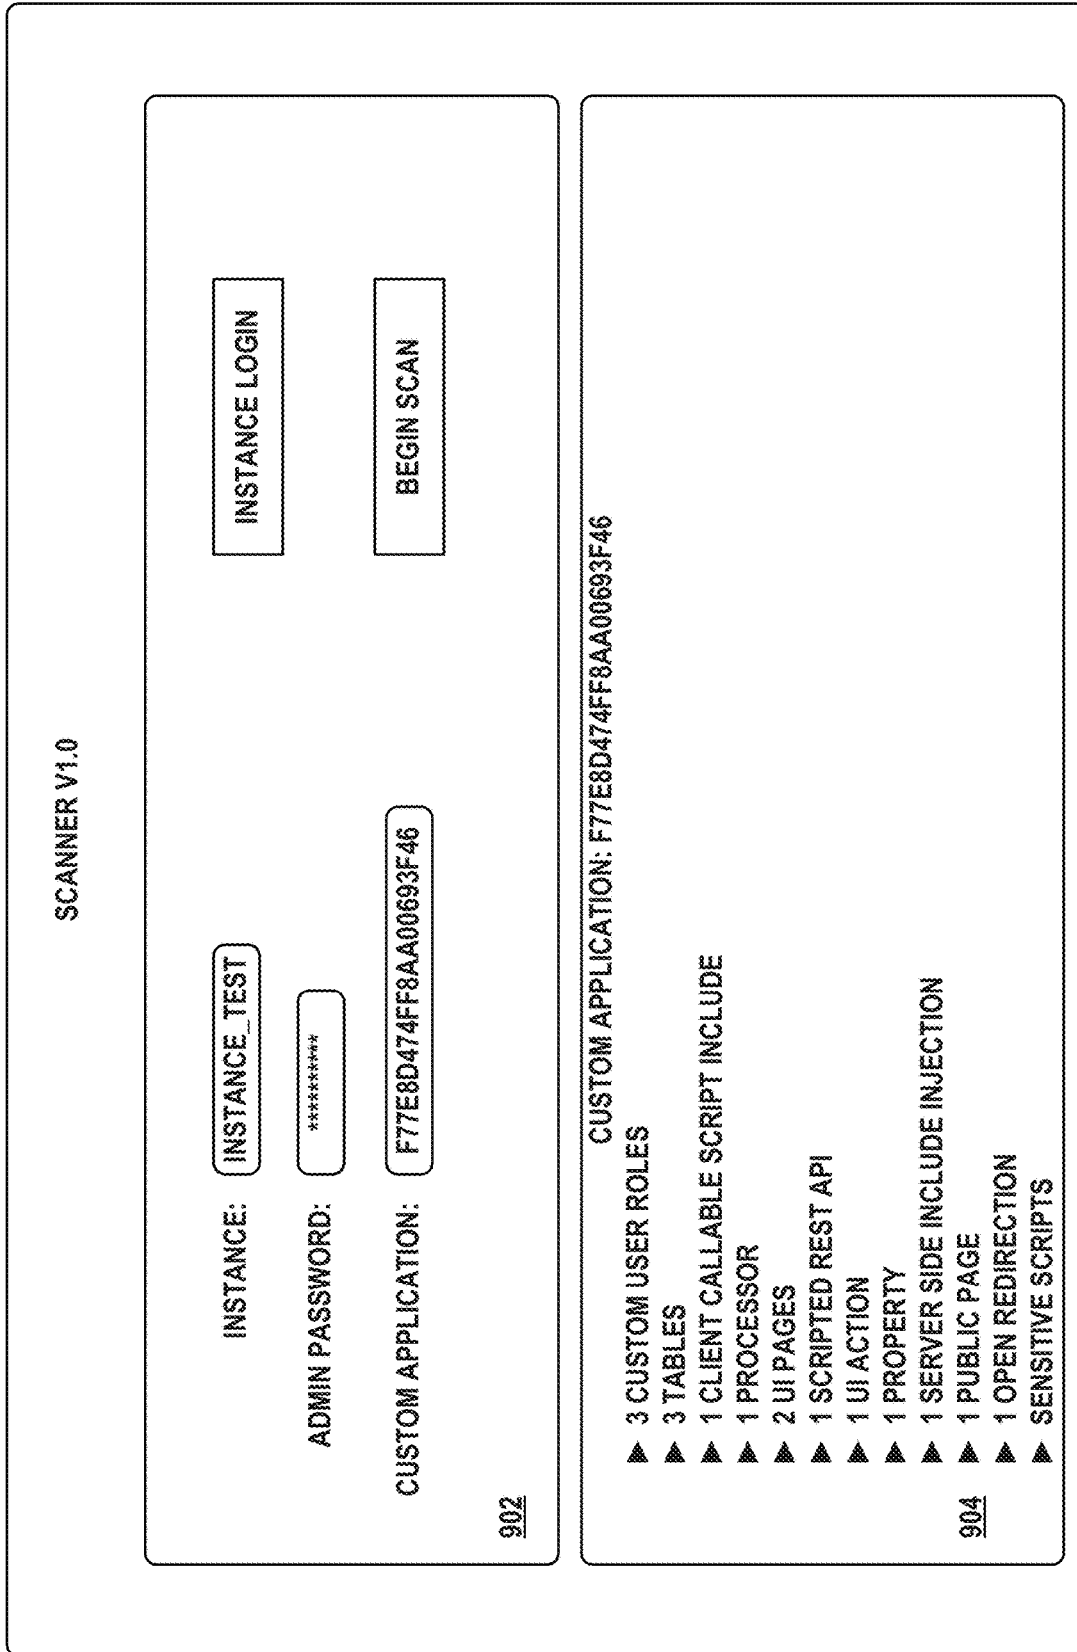 SCANNER V1.0
INSTANCE: INSTANCE_TEST INSTANCE LOGIN
ADMIN PASSWORD: **********
CUSTOM APPLICATION: F77E8D474FF8AA00693F46 BEGIN SCAN
902
CUSTOM APPLICATION: F77E8D474FF8AA00693F46
▶ 3 CUSTOM USER ROLES
▶ 3 TABLES
▶ 1 CLIENT CALLABLE SCRIPT INCLUDE
▶ 1 PROCESSOR
▶ 2 UI PAGES
▶ 1 SCRIPTED REST API
▶ 1 UI ACTION
▶ 1 PROPERTY
▶ 1 SERVER SIDE INCLUDE INJECTION
▶ 1 PUBLIC PAGE
▶ 1 OPEN REDIRECTION
▶ SENSITIVE SCRIPTS
904